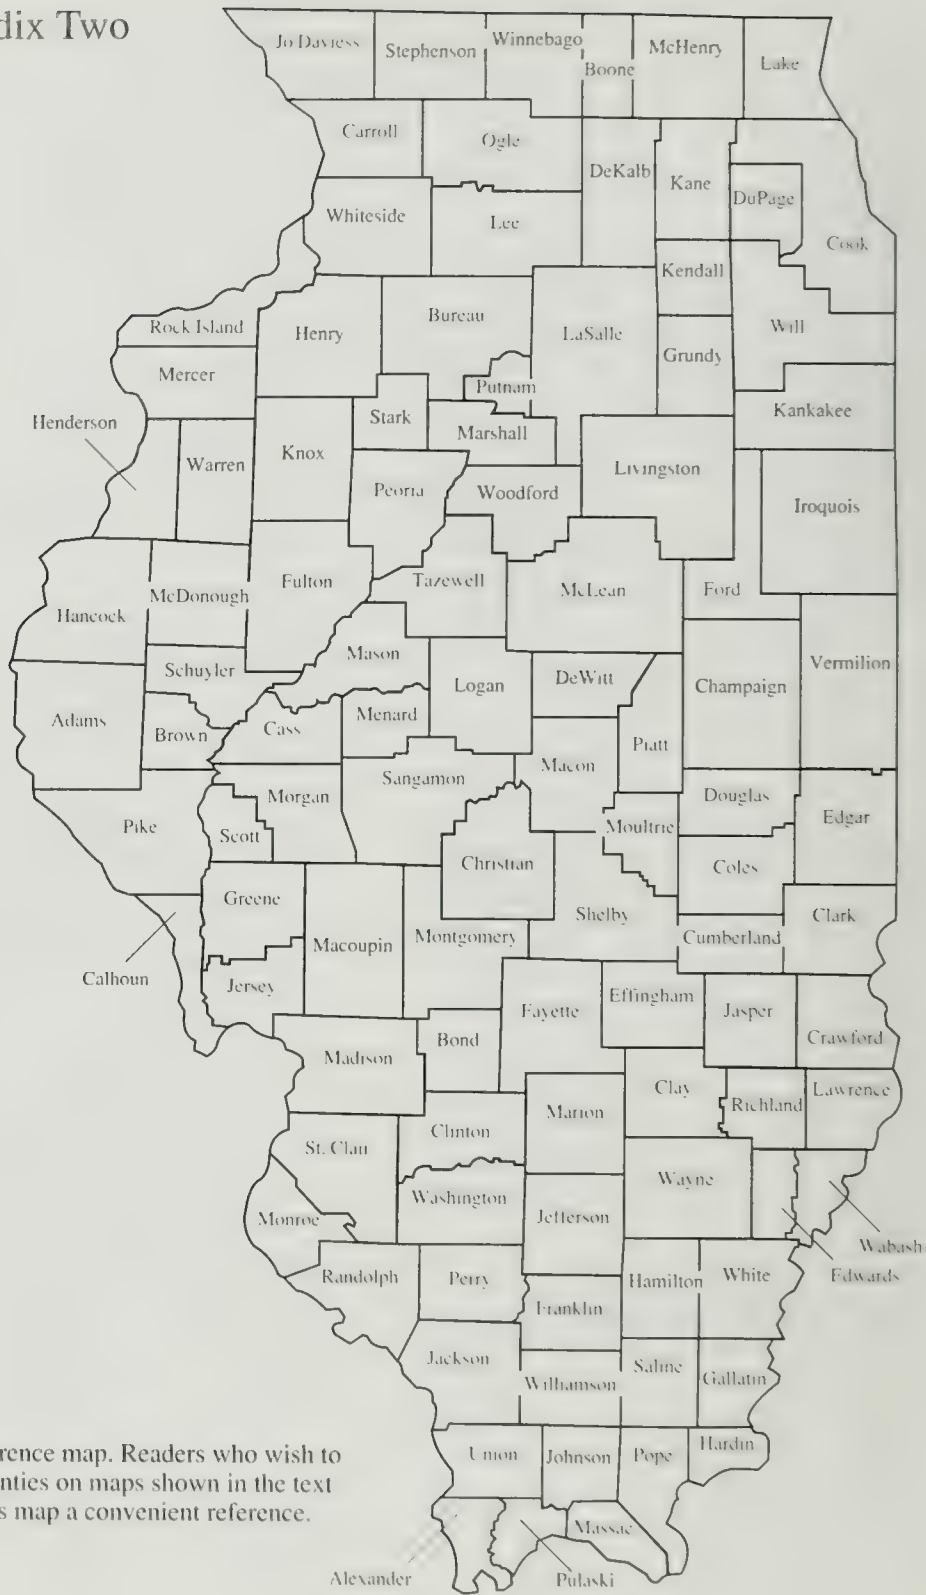 dix Two
Jo Daviess
Stephenson
Winnebago
Boone
McHenry
Lake
Carroll
Ogle
DeKalb
Kane
DuPage
Cook
Whiteside
Lee
Kendall
Will
Rock Island
Henry
Bureau
LaSalle
Grundy
Mercer
Putnam
Kankakee
Henderson
Stark
Marshall
Warren
Knox
Peoria
Woodford
Livingston
Iroquois
Hancock
McDonough
Fulton
Tazewell
McLean
Ford
Schuyler
Mason
Logan
DeWitt
Champaign
Vermilion
Adams
Brown
Cass
Menard
Piatt
Macon
Sangamon
Morgan
Scott
Pike
Christian
Moultrie
Douglas
Edgar
Coles
Greene
Macoupin
Montgomery
Shelby
Cumberland
Clark
Calhoun
Jersey
Fayette
Effingham
Jasper
Crawford
Madison
Bond
Clay
Richland
Lawrence
Marion
St. Clair
Clinton
Washington
Wayne
Jefferson
Monroe
Wabash
Edwards
Randolph
Perry
Hamilton
White
Franklin
Jackson
Williamson
Saline
Gallatin
Union
Johnson
Pope
Hardin
rence map. Readers who wish to
nties on maps shown in the text
s map a convenient reference.
Massac
Alexander
Pulaski